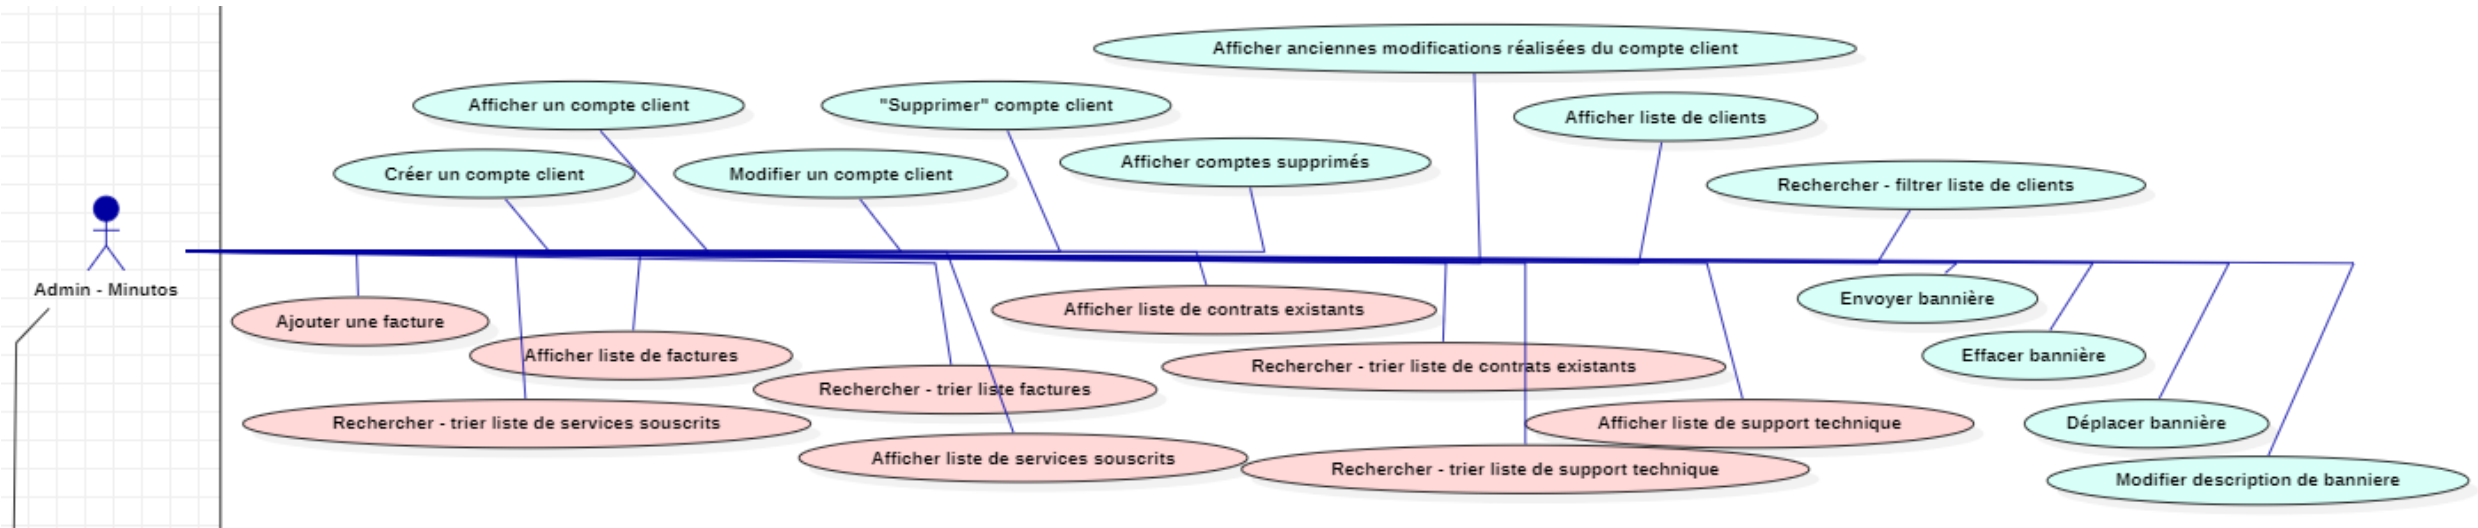 Afficher anciennes modifications réalisées du compte client
Afficher un compte client
"Supprimer" compte client
Afficher liste de clients
Créer un compte client
Modifier un compte client
Afficher comptes supprimés
Rechercher - filtrer liste de clients
Admin - Minutos
Ajouter une facture
Afficher liste de contrats existants
Envoyer bannière
Afficher liste de factures
Rechercher - trier liste de contrats existants
Effacer bannière
Rechercher - trier liste factures
Rechercher - trier liste de services souscrits
Afficher liste de support technique
Déplacer bannière
Afficher liste de services souscrits
Rechercher - trier liste de support technique
Modifier description de banniere